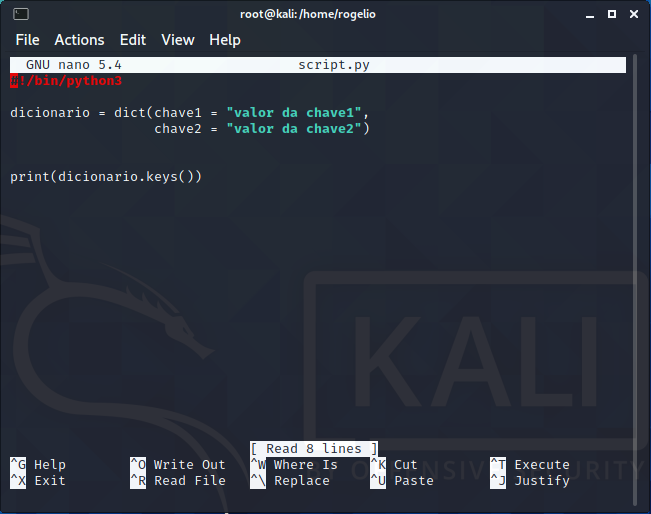 root@kali:/home/rogelio
File Actions Edit View Help
GNU nano 5.4 script.py
#!/bin/python3
dicionario = dict(chave1 = "valor da chave1",
chave2 = "valor da chave2")
print(dicionario.keys())
KALI
[ Read 8 lines ]
^G Help ^O Write Out ^W Where Is ^K Cut ^T Execute
^X Exit ^R Read File ^\ Replace ^U Paste ^J Justify